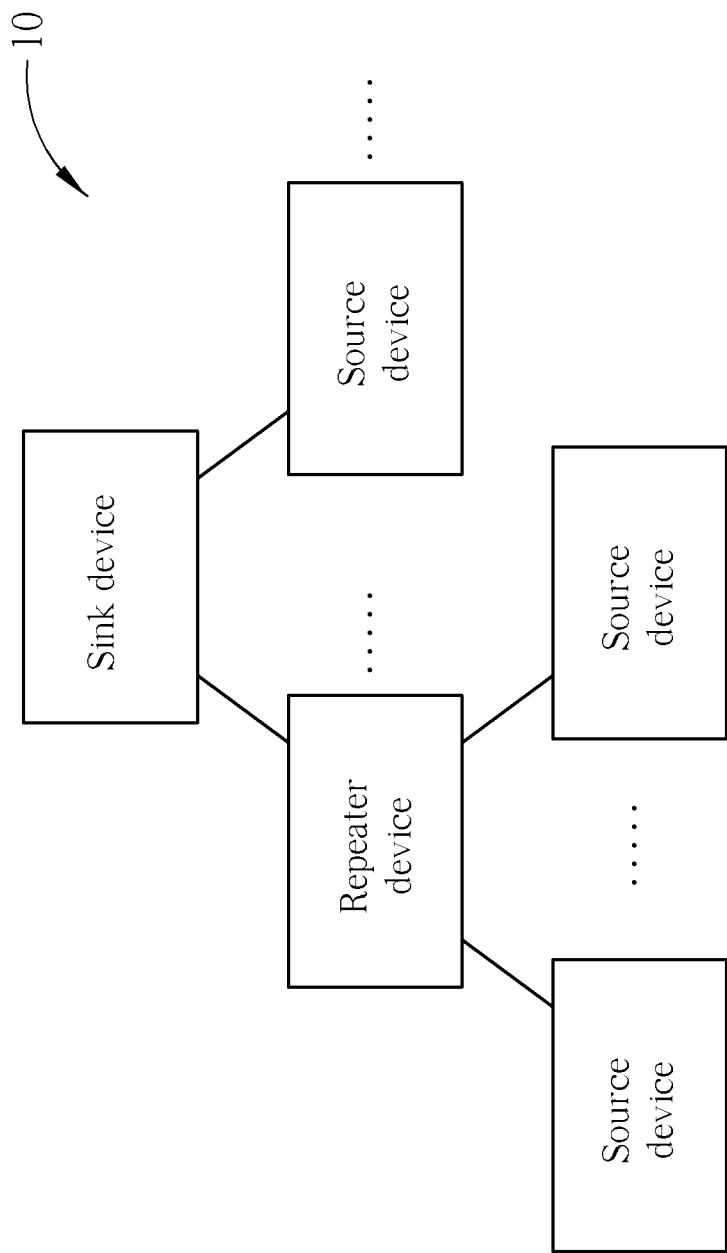 10
Sink device
Repeater
device
.....
Source
device
.....
Source
device
.....
Source
device